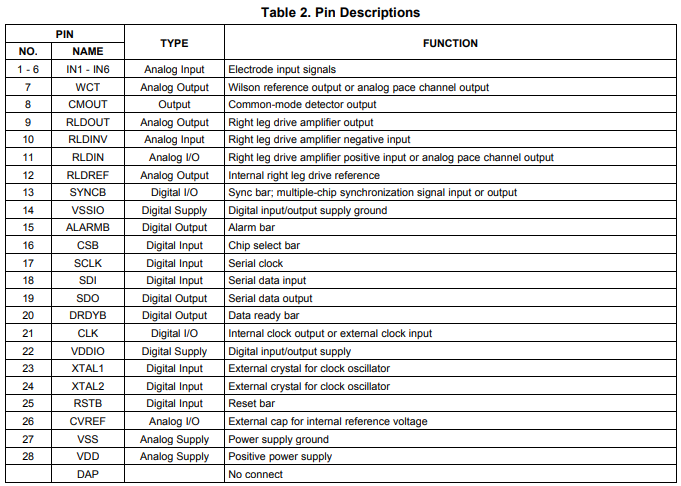 Table 2. Pin Descriptions
PIN TYPE FUNCTION
NO. NAME
1 - 6 IN1 - IN6 Analog Input Electrode input signals
7 WCT Analog Output Wilson reference output or analog pace channel output
8 CMOUT Output Common-mode detector output
9 RLDOUT Analog Output Right leg drive amplifier output
10 RLDINV Analog Input Right leg drive amplifier negative input
11 RLDIN Analog I/O Right leg drive amplifier positive input or analog pace channel output
12 RLDREF Analog Output Internal right leg drive reference
13 SYNCB Digital I/O Sync bar; multiple-chip synchronization signal input or output
14 VSSIO Digital Supply Digital input/output supply ground
15 ALARMB Digital Output Alarm bar
16 CSB Digital Input Chip select bar
17 SCLK Digital Input Serial clock
18 SDI Digital Input Serial data input
19 SDO Digital Output Serial data output
20 DRDYB Digital Output Data ready bar
21 CLK Digital I/O Internal clock output or external clock input
22 VDDIO Digital Supply Digital input/output supply
23 XTAL1 Digital Input External crystal for clock oscillator
24 XTAL2 Digital Input External crystal for clock oscillator
25 RSTB Digital Input Reset bar
26 CVREF Analog I/O External cap for internal reference voltage
27 VSS Analog Supply Power supply ground
28 VDD Analog Supply Positive power supply
DAP No connect